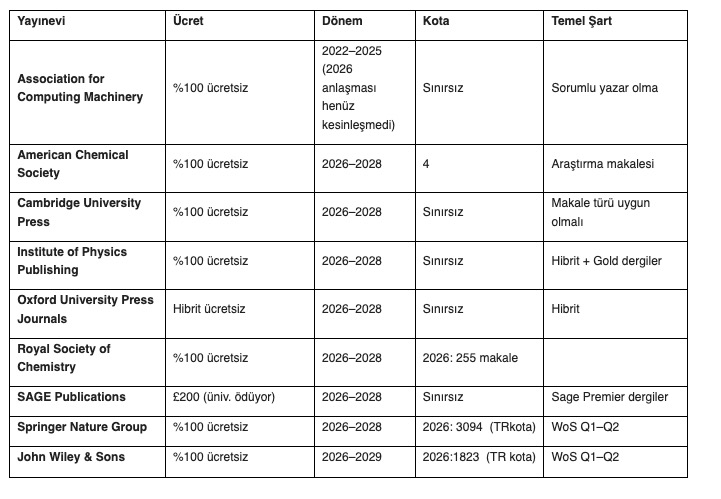 Yayınevi Ücret Dönem Kota Temel Şart
Association for Computing Machinery %100 ücretsiz 2022–2025 (2026 anlaşması henüz kesinleşmedi) Sınırsız Sorumlu yazar olma
American Chemical Society %100 ücretsiz 2026–2028 4 Araştırma makalesi
Cambridge University Press %100 ücretsiz 2026–2028 Sınırsız Makale türü uygun olmalı
Institute of Physics Publishing %100 ücretsiz 2026–2028 Sınırsız Hibrit + Gold dergiler
Oxford University Press Journals Hibrit ücretsiz 2026–2028 Sınırsız Hibrit
Royal Society of Chemistry %100 ücretsiz 2026–2028 2026: 255 makale
SAGE Publications £200 (üniv. ödüyor) 2026–2028 Sınırsız Sage Premier dergiler
Springer Nature Group %100 ücretsiz 2026–2028 2026: 3094 (TRkota) WoS Q1–Q2
John Wiley & Sons %100 ücretsiz 2026–2029 2026:1823 (TR kota) WoS Q1–Q2